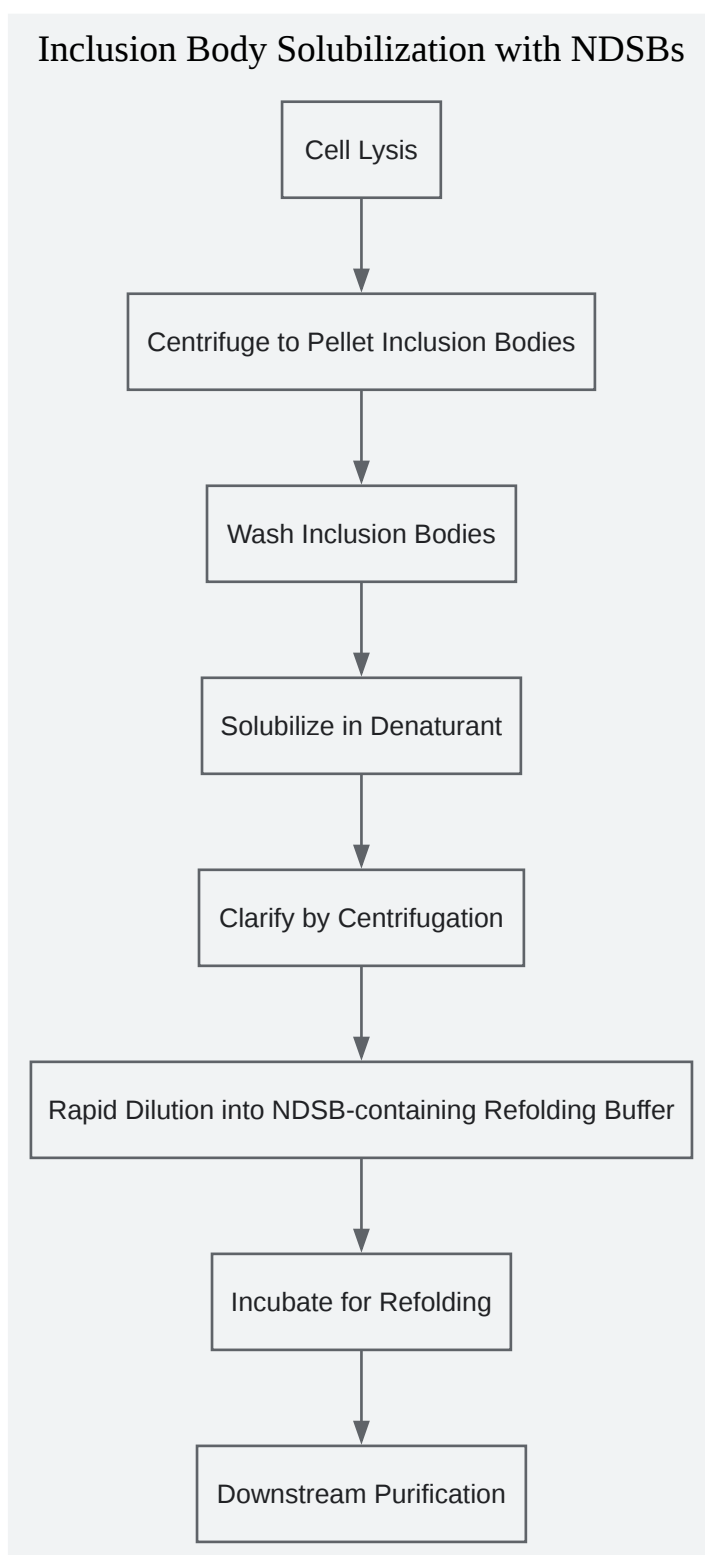 Inclusion Body Solubilization with NDSBs
Cell Lysis
Centrifuge to Pellet Inclusion Bodies
Wash Inclusion Bodies
Solubilize in Denaturant
Clarify by Centrifugation
Rapid Dilution into NDSB-containing Refolding Buffer
Incubate for Refolding
Downstream Purification